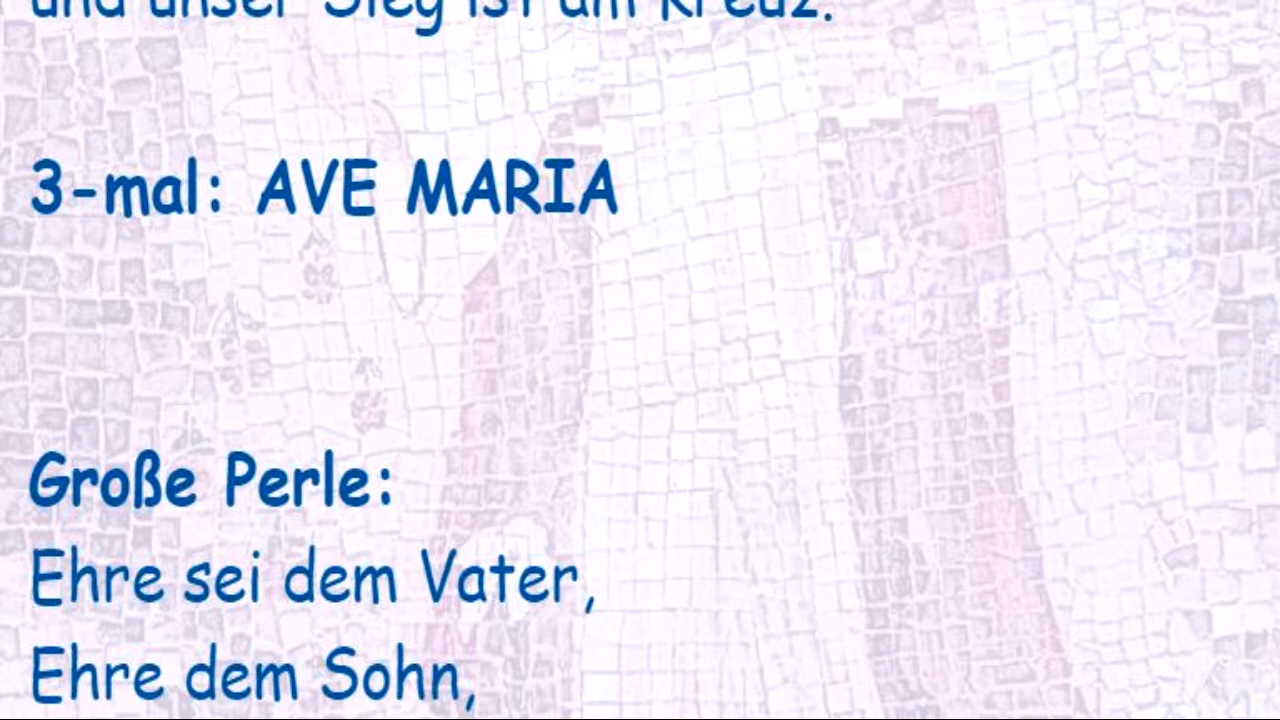 und unser Sieg ist am Kreuz.
3-mal: AVE MARIA
Große Perle:
Ehre sei dem Vater,
Ehre dem Sohn,